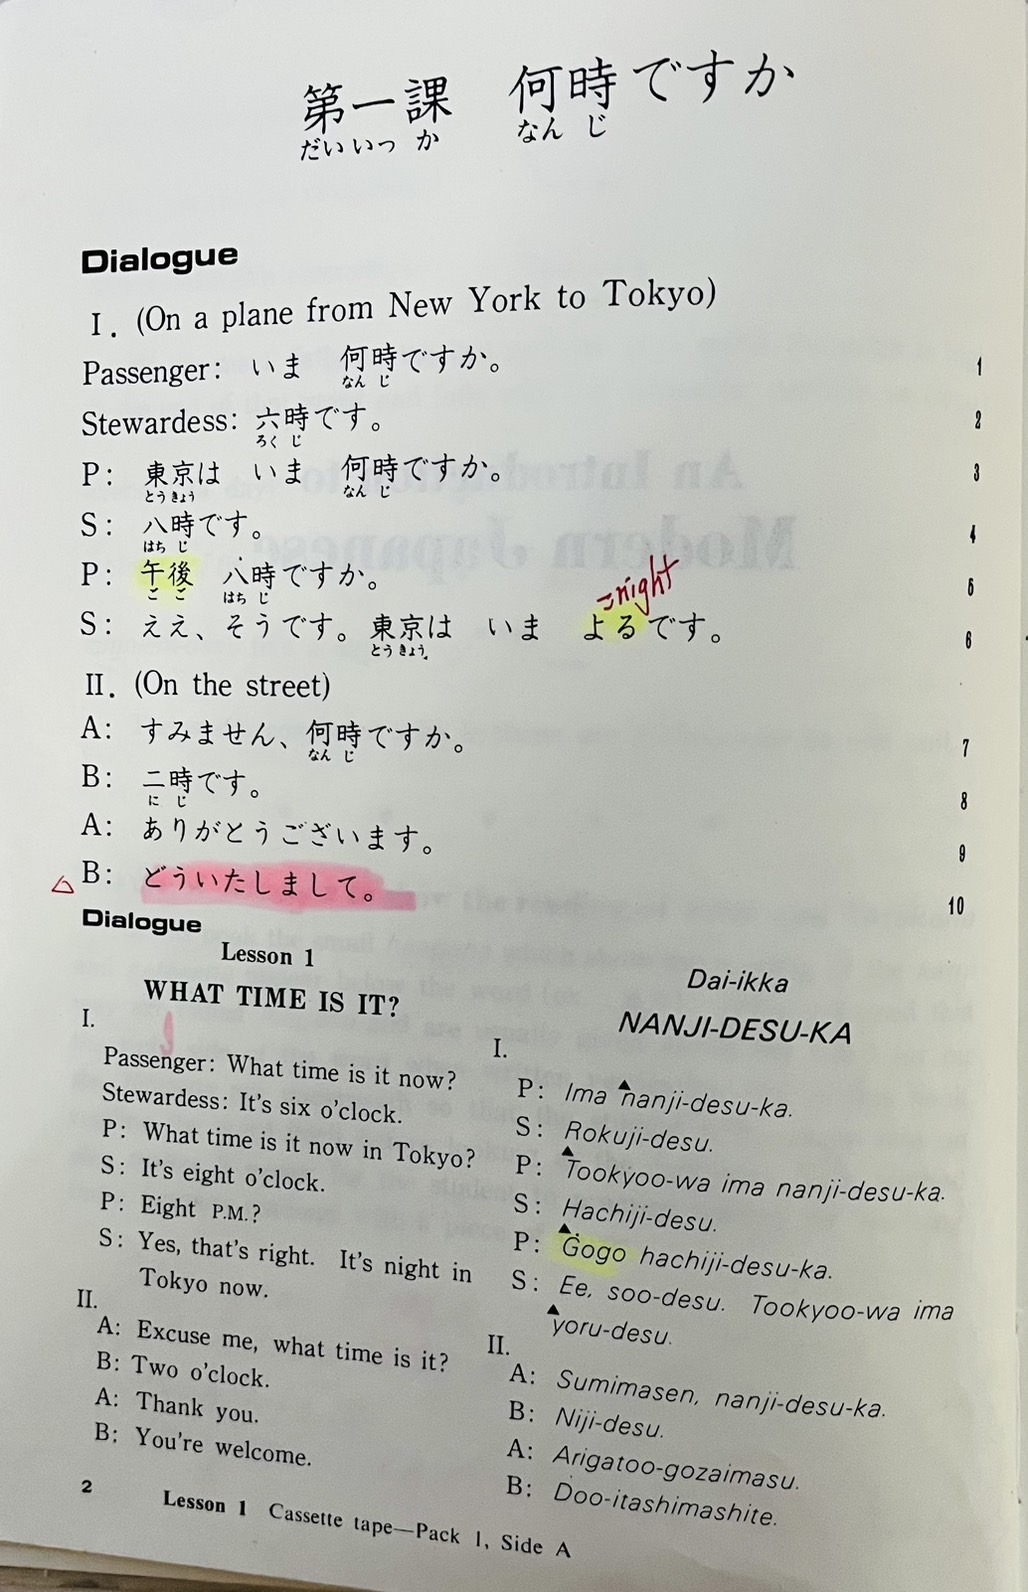 第一課 何時ですか
だい いっ か なん じ
Dialogue
I. (On a plane from New York to Tokyo)
Passenger: いま 何時ですか。 1
なん じ
Stewardess: 六時です。 2
ろく じ
P: 東京は いま 何時ですか。 3
とう きょう なん じ
S: 八時です。 4
はち じ
P: 午後 八時ですか。 5
ご ご はち じ
=night
S: ええ、そうです。東京は いま よるです。 6
とう きょう
II. (On the street)
A: すみません、何時ですか。 7
なん じ
B: 二時です。 8
に じ
A: ありがとうございます。 9
△ B: どういたしまして。 10
Dialogue
Lesson 1
WHAT TIME IS IT?
I.
Passenger: What time is it now?
Stewardess: It's six o'clock.
P: What time is it now in Tokyo?
S: It's eight o'clock.
P: Eight P.M.?
S: Yes, that's right. It's night in
Tokyo now.
II.
A: Excuse me, what time is it?
B: Two o'clock.
A: Thank you.
B: You're welcome.
Dai-ikka
NANJI-DESU-KA
I.
P: Ima ▲nanji-desu-ka.
S: Rokuji-desu.
P: ▲Tookyoo-wa ima nanji-desu-ka.
S: Hachiji-desu.
P: ▲Gogo hachiji-desu-ka.
S: Ee, soo-desu. Tookyoo-wa ima
▲yoru-desu.
II.
A: Sumimasen, nanji-desu-ka.
B: Niji-desu.
A: Arigatoo-gozaimasu.
B: Doo-itashimashite.
2 Lesson 1 Cassette tape—Pack 1, Side A